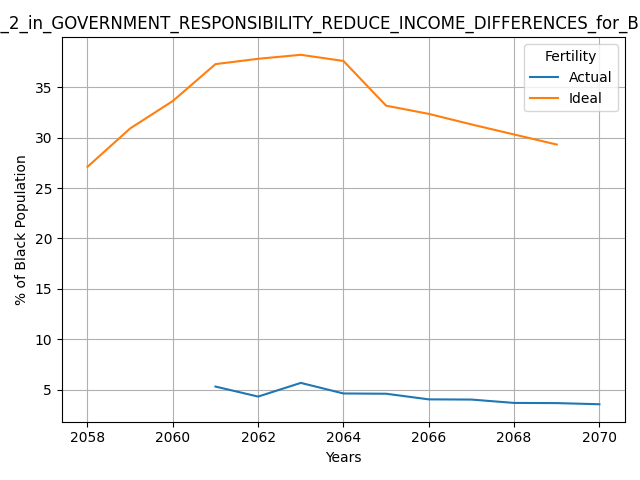 _2_in_GOVERNMENT_RESPONSIBILITY_REDUCE_INCOME_DIFFERENCES_for_B
Fertility
Actual
Ideal
% of Black Population
35
30
25
20
15
10
5
2058 2060 2062 2064 2066 2068 2070
Years